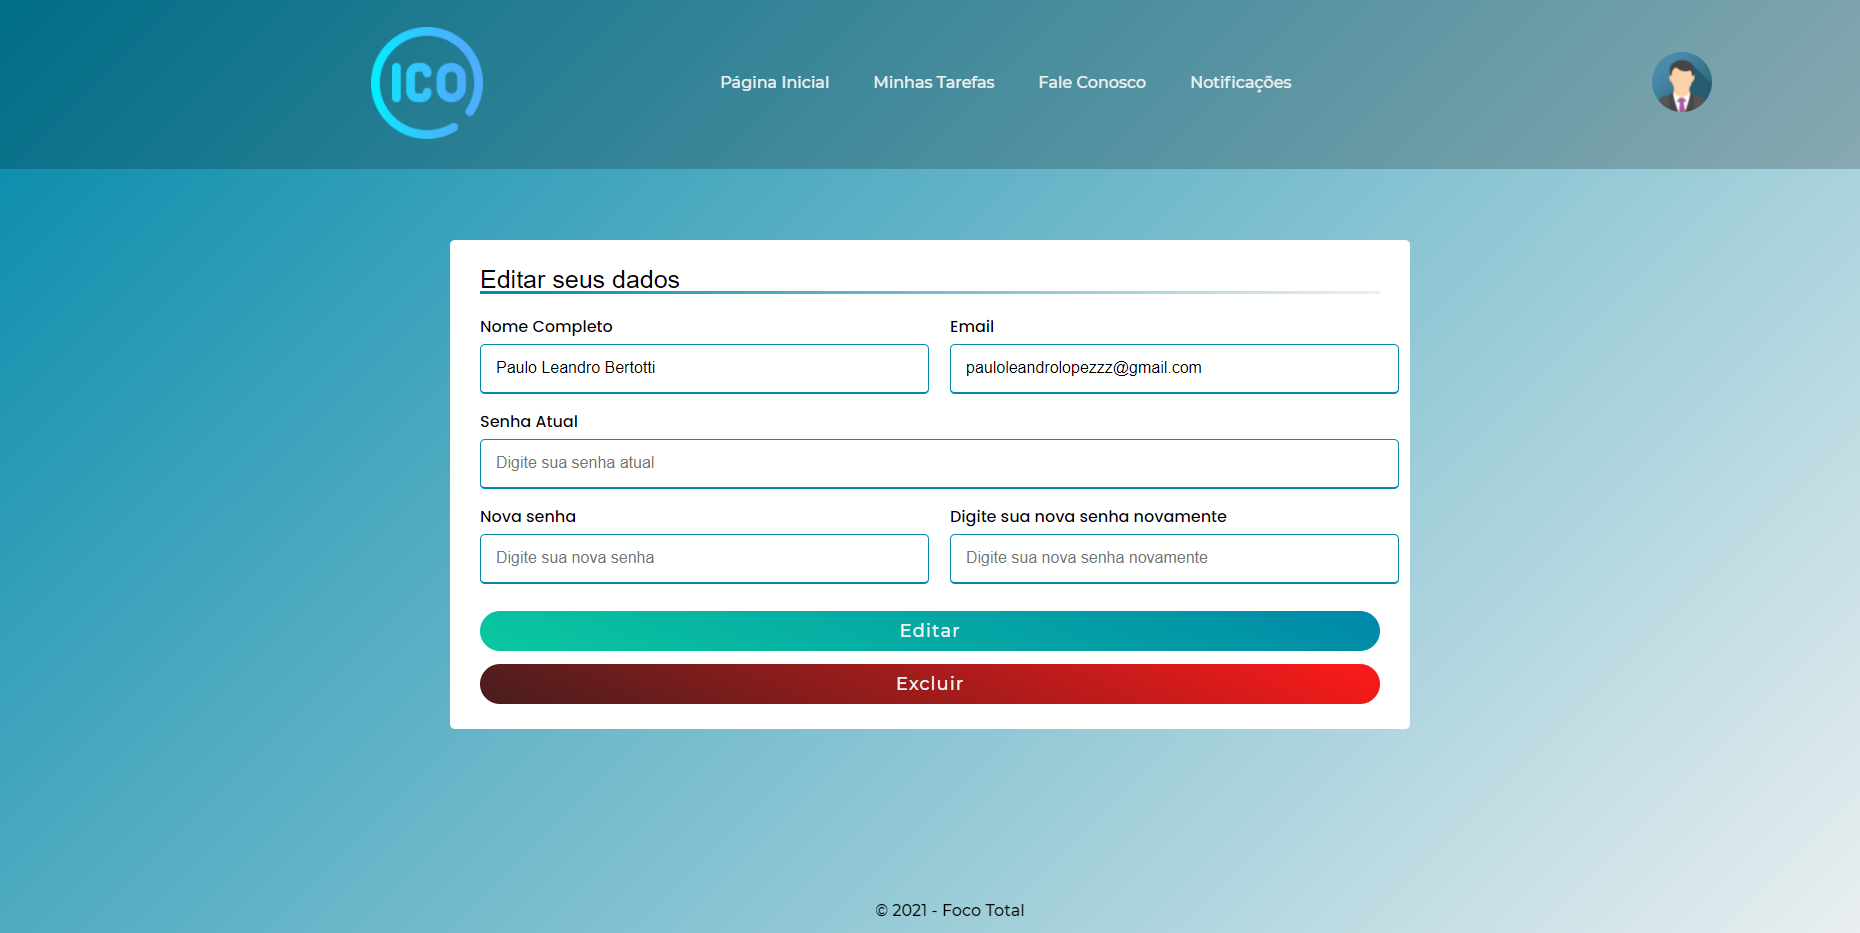 ICO
Página Inicial Minhas Tarefas Fale Conosco Notificações
Editar seus dados
Nome Completo Email
Paulo Leandro Bertotti pauloleandrolopezzz@gmail.com
Senha Atual
Digite sua senha atual
Nova senha Digite sua nova senha novamente
Digite sua nova senha Digite sua nova senha novamente
Editar
Excluir
© 2021 - Foco Total